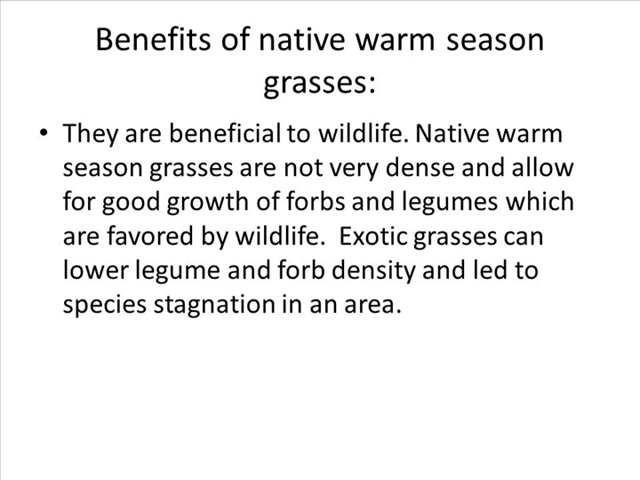 Benefits of native warm season
grasses:
• They are beneficial to wildlife. Native warm
season grasses are not very dense and allow
for good growth of forbs and legumes which
are favored by wildlife.  Exotic grasses can
lower legume and forb density and led to
species stagnation in an area.